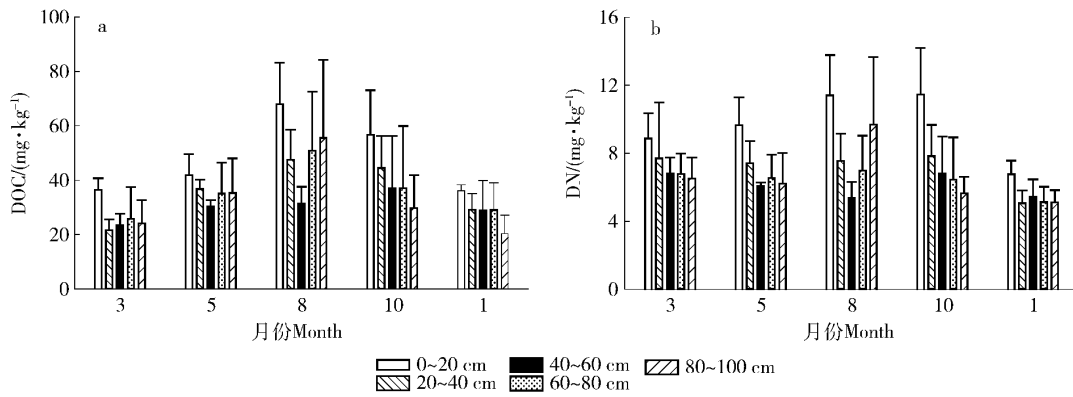 a
100
80
60
40
20
0
DOC/(mg·kg⁻¹)
3 5 8 10 1
月份Month
b
16
12
8
4
0
DN/(mg·kg⁻¹)
3 5 8 10 1
月份Month
0~20 cm 40~60 cm 80~100 cm
20~40 cm 60~80 cm